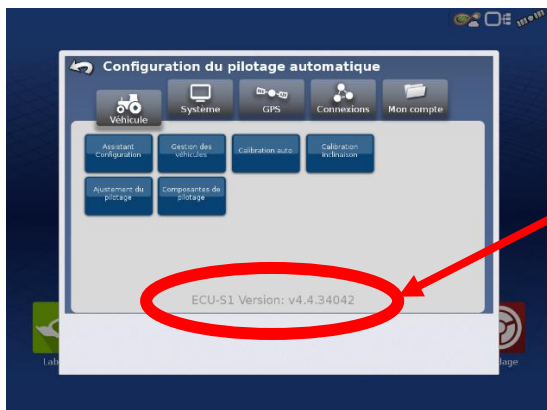 Configuration du pilotage automatique
Véhicule
Système
GPS
Connexions
Mon compte
Assistant
Configuration
Gestion des
véhicules
Calibration auto
Calibration
inclinaison
Ajustement du
pilotage
Composantes de
pilotage
ECU-S1 Version: v4.4.34042
Lab
lage